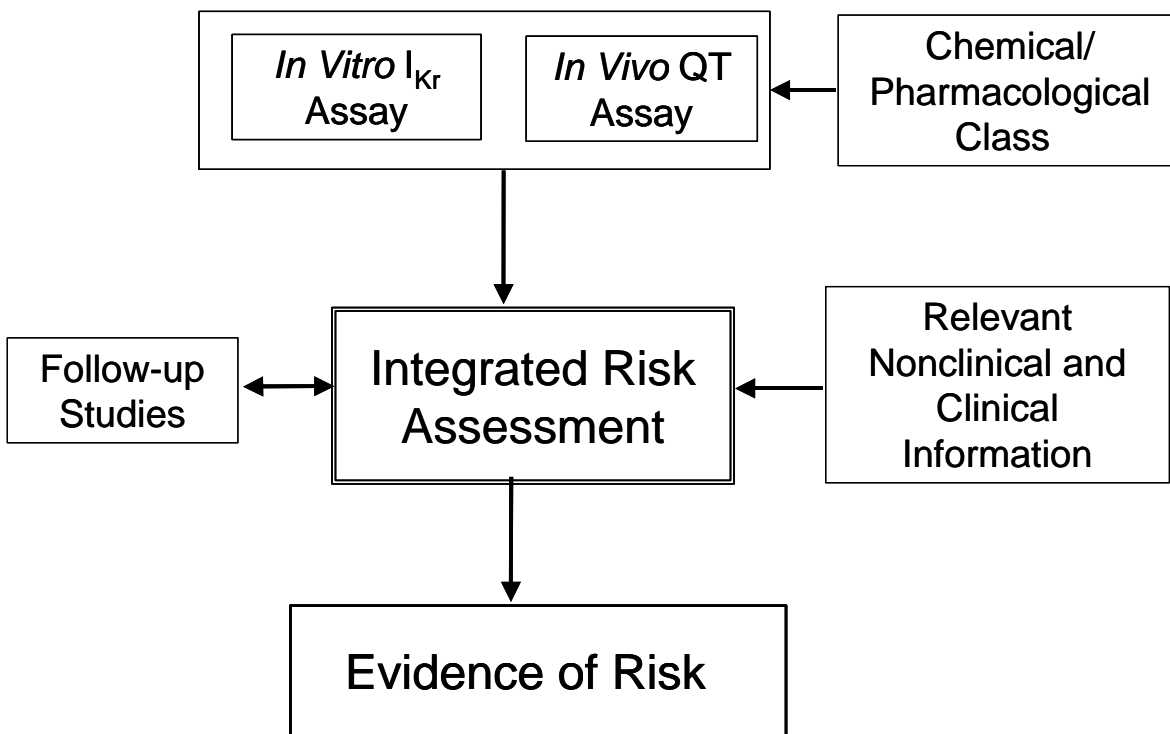 In Vitro IKr
Assay
In Vivo QT
Assay
Chemical/
Pharmacological
Class
Follow-up
Studies
Integrated Risk
Assessment
Relevant
Nonclinical and
Clinical
Information
Evidence of Risk